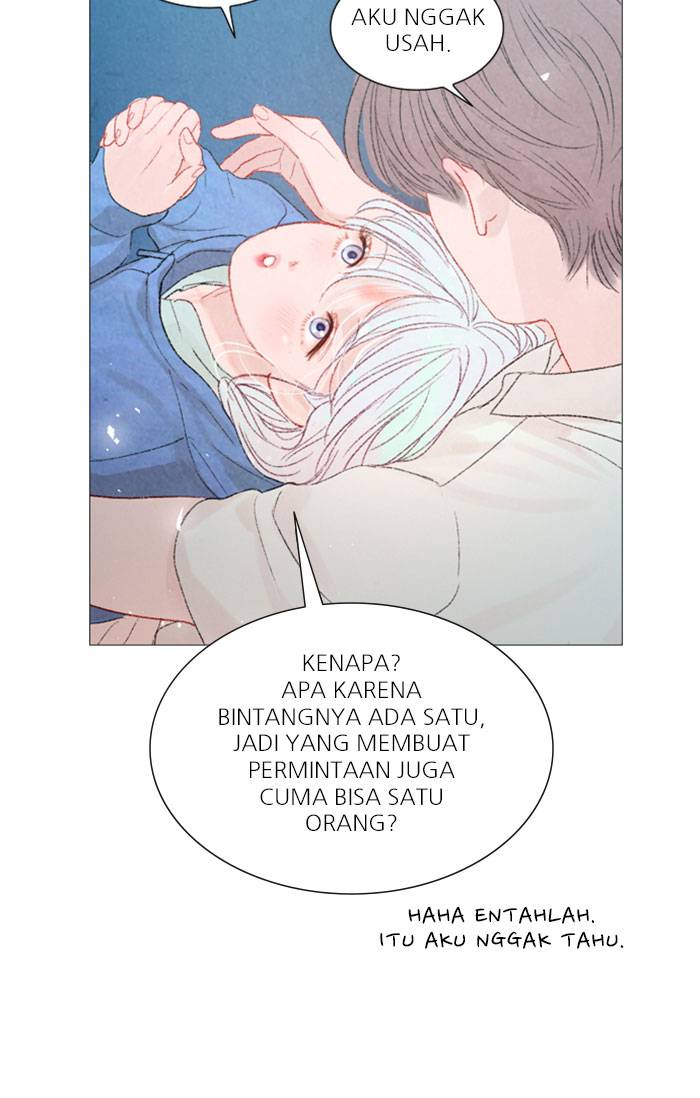 AKU NGGAK
USAH.
KENAPA?
APA KARENA
BINTANGNYA ADA SATU,
JADI YANG MEMBUAT
PERMINTAAN JUGA
CUMA BISA SATU
ORANG?
HAHA ENTAHLAH.
ITU AKU NGGAK TAHU.